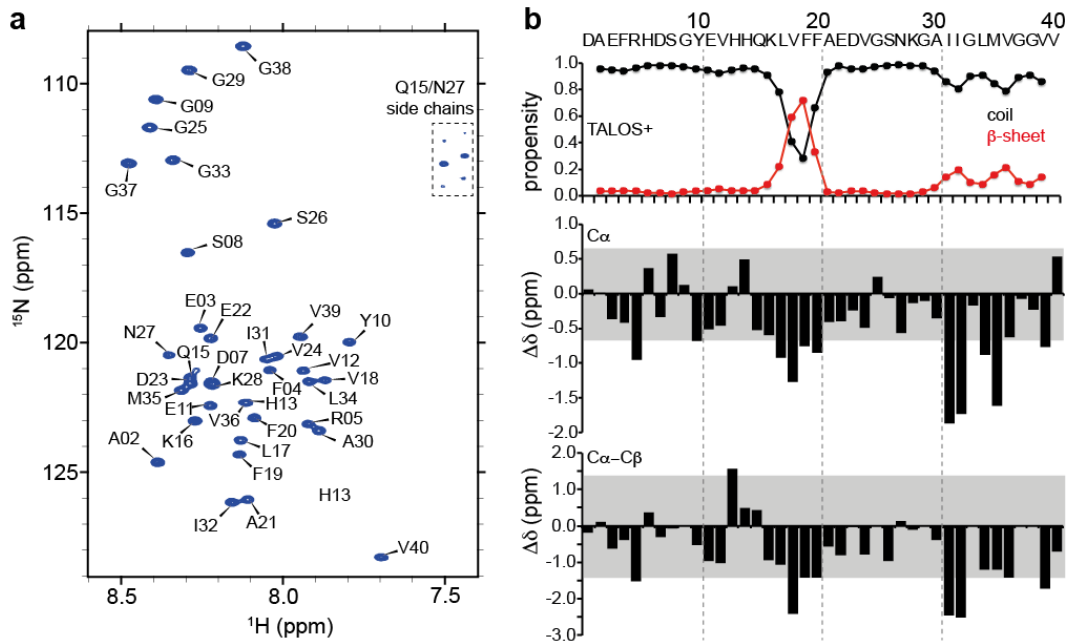 a
110
115
120
125
¹⁵N (ppm)
8.5
8.0
7.5
¹H (ppm)
G38
G29
G09
Q15/N27
side chains
G25
G33
G37
S26
S08
E03
E22
V39
Y10
N27
I31
V24
Q15
D07
V12
D23
K28
F04
V18
M35
L34
E11
V36
H13
R05
K16
F20
A30
A02
L17
F19
H13
I32
A21
V40
b
10 20 30 40
DAEFRHDSGYEVHHQKLVFFAEDVGSNKGAIIGLMVGGVV
1.0
0.8
0.6
0.4
0.2
0.0
propensity
coil
β-sheet
TALOS+
Cα
1.0
0.5
0.0
-0.5
-1.0
-1.5
-2.0
Δδ (ppm)
Cα–Cβ
2.0
1.0
0.0
-1.0
-2.0
-3.0
Δδ (ppm)